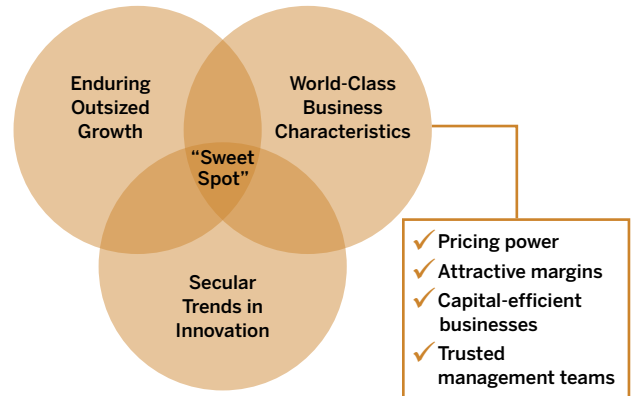 Enduring
Outsized
Growth
World-Class
Business
Characteristics
“Sweet
Spot”
Secular
Trends in
Innovation
✓ Pricing power
✓ Attractive margins
✓ Capital-efficient
businesses
✓ Trusted
management teams